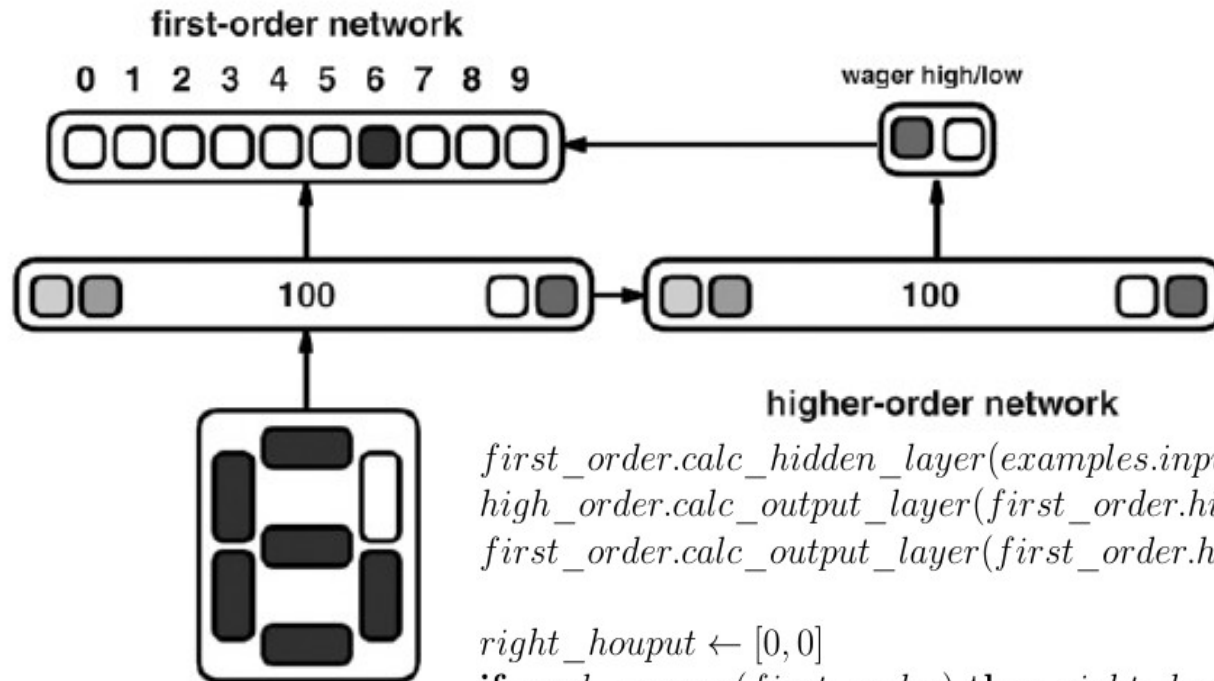 first-order network
0 1 2 3 4 5 6 7 8 9
wager high/low
100
100
higher-order network
first_order.calc_hidden_layer(examples.inp
high_order.calc_output_layer(first_order.hi
first_order.calc_output_layer(first_order.h
right_houput ← [0, 0]